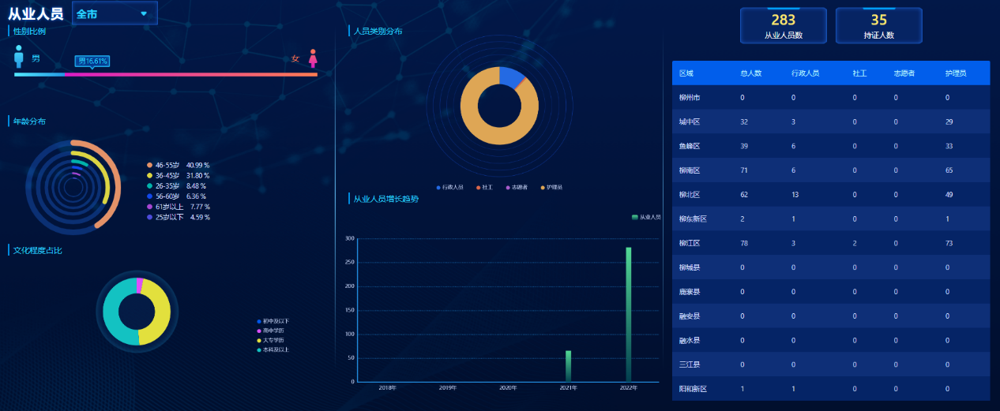 从业人员 全市
性别比例
男 男16.61% 女
年龄分布
46-55岁 40.99 %
36-45岁 31.80 %
26-35岁 8.48 %
56-60岁 6.36 %
61岁以上 7.77 %
25岁以下 4.59 %
文化程度占比
初中及以下
高中学历
大专学历
本科及以上
人员类别分布
行政人员 社工 志愿者 护理员
从业人员增长趋势
从业人员
300
250
200
150
100
50
0
2018年 2019年 2020年 2021年 2022年
283 35
从业人员数 持证人数
区域 总人数 行政人员 社工 志愿者 护理员
柳州市 0 0 0 0 0
城中区 32 3 0 0 29
鱼峰区 39 6 0 0 33
柳南区 71 6 0 0 65
柳北区 62 13 0 0 49
柳东新区 2 1 0 0 1
柳江区 78 3 2 0 73
柳城县 0 0 0 0 0
鹿寨县 0 0 0 0 0
融安县 0 0 0 0 0
融水县 0 0 0 0 0
三江县 0 0 0 0 0
阳和新区 1 1 0 0 0